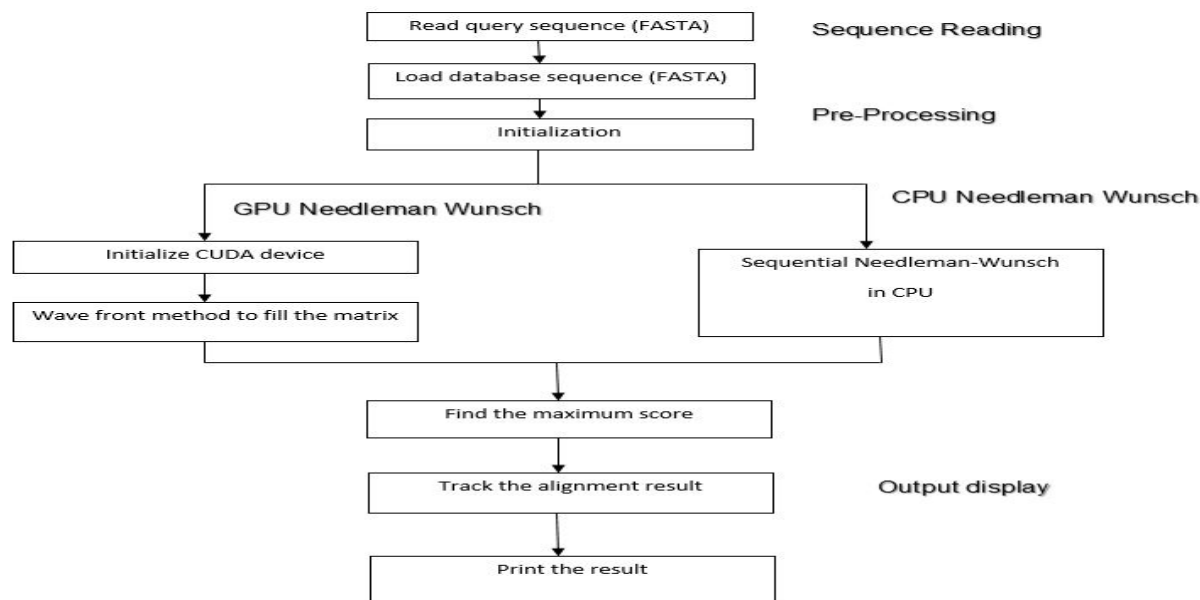 Read query sequence (FASTA)
Sequence Reading
Load database sequence (FASTA)
Pre-Processing
Initialization
GPU Needleman Wunsch
CPU Needleman Wunsch
Initialize CUDA device
Wave front method to fill the matrix
Sequential Needleman-Wunsch
in CPU
Find the maximum score
Track the alignment result
Output display
Print the result